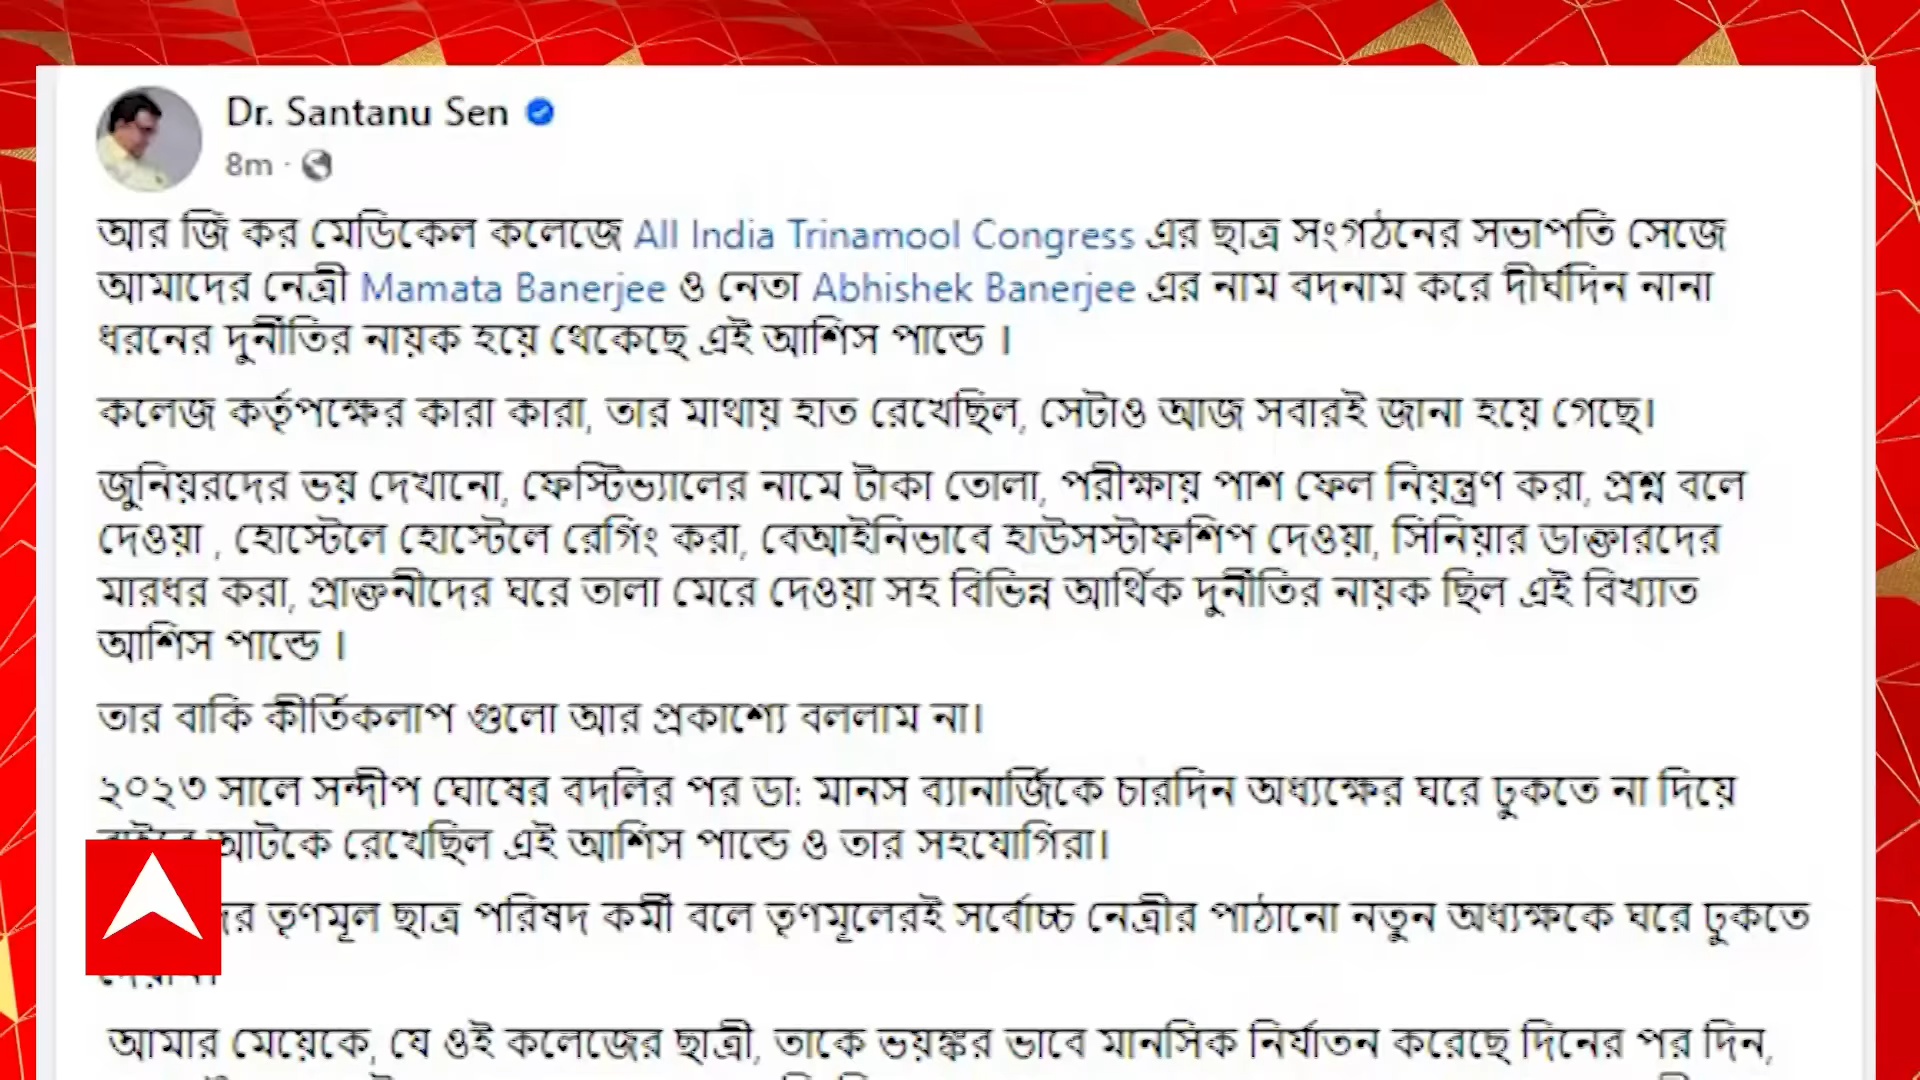 Dr. Santanu Sen
8m ·
আর জি কর মেডিকেল কলেজে All India Trinamool Congress এর ছাত্র সংগঠনের সভাপতি সেজে
আমাদের নেত্রী Mamata Banerjee ও নেতা Abhishek Banerjee এর নাম বদনাম করে দীর্ঘদিন নানা
ধরনের দুর্নীতির নায়ক হয়ে থেকেছে এই আশিস পান্ডে ।
কলেজ কর্তৃপক্ষের কারা কারা, তার মাথায় হাত রেখেছিল, সেটাও আজ সবারই জানা হয়ে গেছে।
জুনিয়রদের ভয় দেখানো, ফেস্টিভ্যালের নামে টাকা তোলা, পরীক্ষায় পাশ ফেল নিয়ন্ত্রণ করা, প্রশ্ন বলে
দেওয়া , হোস্টেলে হোস্টেলে রেগিং করা, বেআইনিভাবে হাউসস্টাফশিপ দেওয়া, সিনিয়ার ডাক্তারদের
মারধর করা, প্রাক্তনীদের ঘরে তালা মেরে দেওয়া সহ বিভিন্ন আর্থিক দুর্নীতির নায়ক ছিল এই বিখ্যাত
আশিস পান্ডে ।
তার বাকি কীর্তিকলাপ গুলো আর প্রকাশ্যে বললাম না।
২০২৩ সালে সন্দীপ ঘোষের বদলির পর ডা: মানস ব্যানার্জিকে চারদিন অধ্যক্ষের ঘরে ঢুকতে না দিয়ে
আটকে রেখেছিল এই আশিস পান্ডে ও তার সহযোগিরা।
তৃণমূল ছাত্র পরিষদ কর্মী বলে তৃণমূলেরই সর্বোচ্চ নেত্রীর পাঠানো নতুন অধ্যক্ষকে ঘরে ঢুকতে
আমার মেয়েকে, যে ওই কলেজের ছাত্রী, তাকে ভয়ঙ্কর ভাবে মানসিক নির্যাতন করেছে দিনের পর দিন,